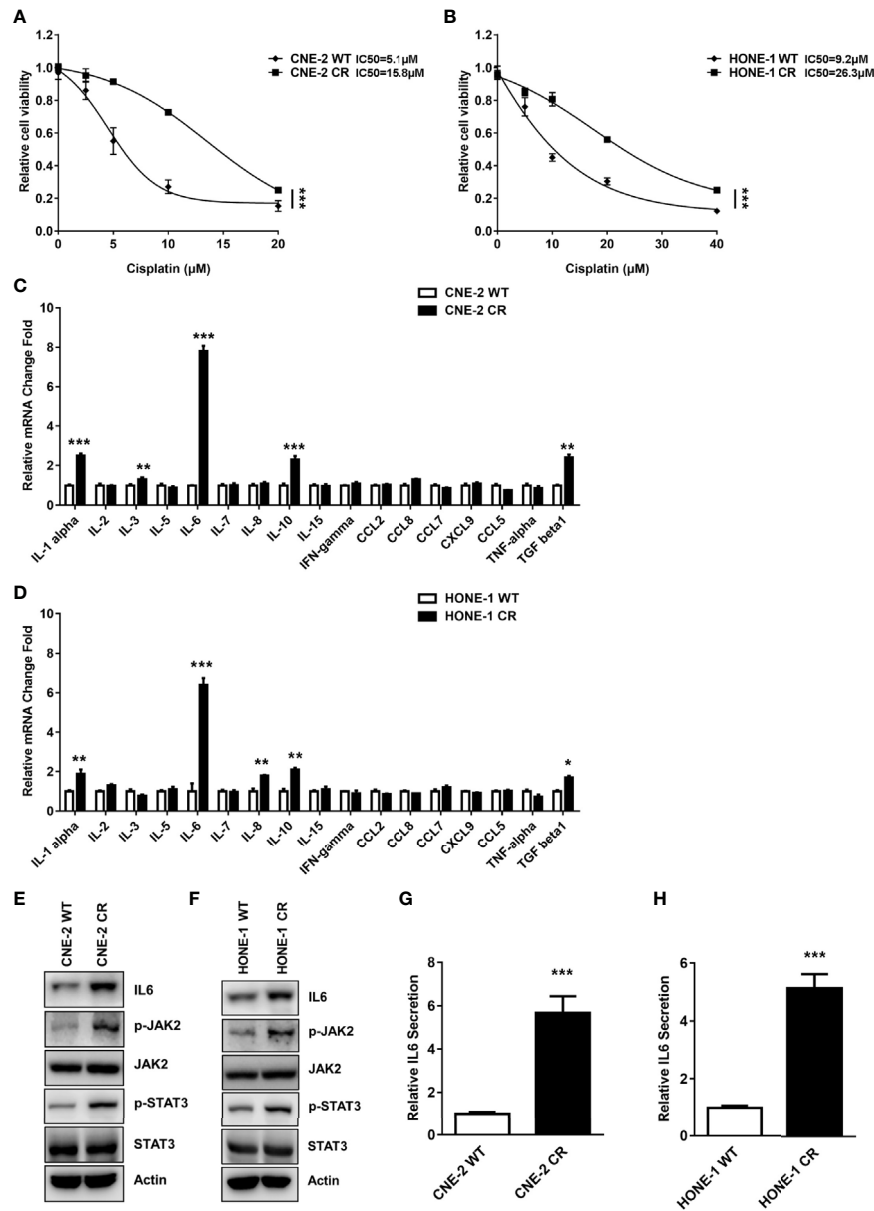 A
Relative cell viability
1.2
1.0
0.8
0.6
0.4
0.2
0.0
0
5
10
15
20
Cisplatin (μM)
CNE-2 WT IC50=5.1μM
CNE-2 CR IC50=15.8μM
***
B
Relative cell viability
1.2
1.0
0.8
0.6
0.4
0.2
0.0
0
10
20
30
40
Cisplatin (μM)
HONE-1 WT IC50=9.2μM
HONE-1 CR IC50=26.3μM
***
C
CNE-2 WT
CNE-2 CR
Relative mRNA Change Fold
10
8
6
4
2
0
***
**
***
***
**
IL-1 alpha
IL-2
IL-3
IL-5
IL-6
IL-7
IL-8
IL-10
IL-15
IFN-gamma
CCL2
CCL8
CCL7
CXCL9
CCL5
TNF-alpha
TGF beta1
D
HONE-1 WT
HONE-1 CR
Relative mRNA Change Fold
10
8
6
4
2
0
**
***
**
**
*
IL-1 alpha
IL-2
IL-3
IL-5
IL-6
IL-7
IL-8
IL-10
IL-15
IFN-gamma
CCL2
CCL8
CCL7
CXCL9
CCL5
TNF-alpha
TGF beta1
E
CNE-2 WT
CNE-2 CR
IL6
p-JAK2
JAK2
p-STAT3
STAT3
Actin
F
HONE-1 WT
HONE-1 CR
IL6
p-JAK2
JAK2
p-STAT3
STAT3
Actin
G
Relative IL6 Secretion
8
6
4
2
0
***
CNE-2 WT
CNE-2 CR
H
Relative IL6 Secretion
6
4
2
0
***
HONE-1 WT
HONE-1 CR